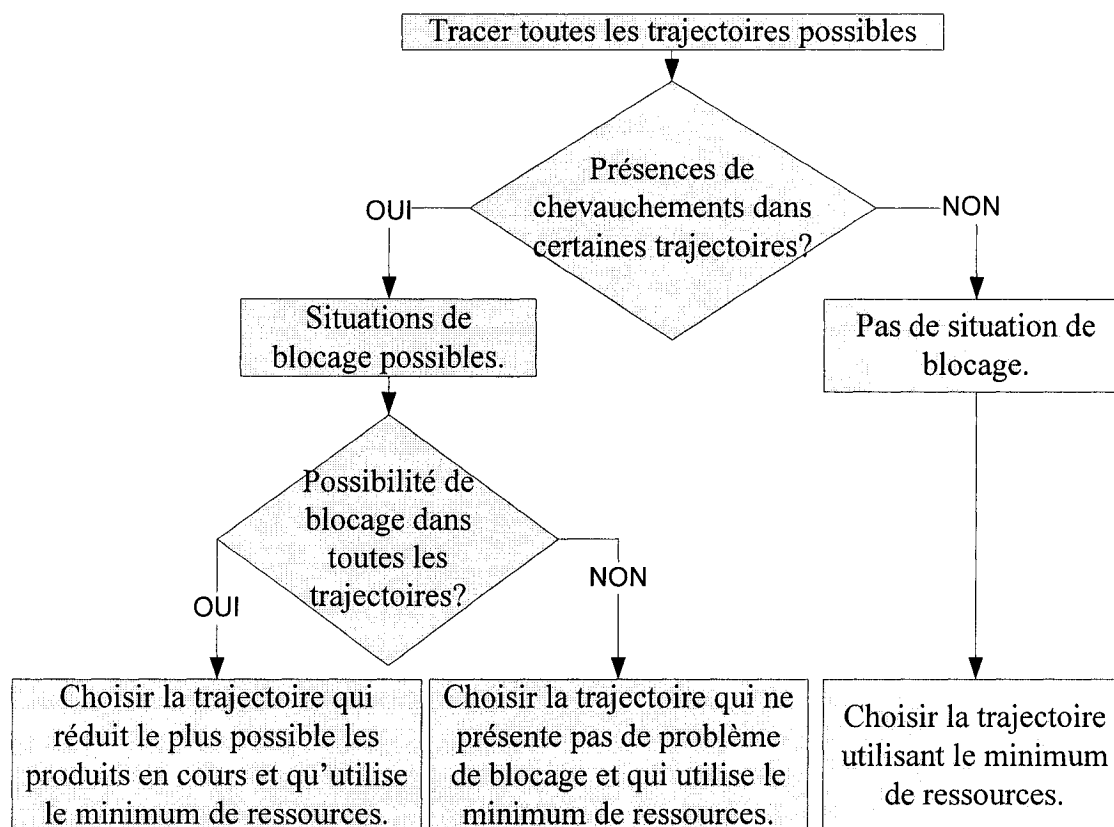 Tracer toutes les trajectoires possibles
Présences de
chevauchements dans
certaines trajectoires?
OUI
NON
Situations de
blocage possibles.
Pas de situation de
blocage.
Possibilité de
blocage dans
toutes les
trajectoires?
OUI
NON
Choisir la trajectoire qui
réduit le plus possible les
produits en cours et qu'utilise
le minimum de ressources.
Choisir la trajectoire qui ne
présente pas de problème
de blocage et qui utilise le
minimum de ressources.
Choisir la trajectoire
utilisant le minimum
de ressources.